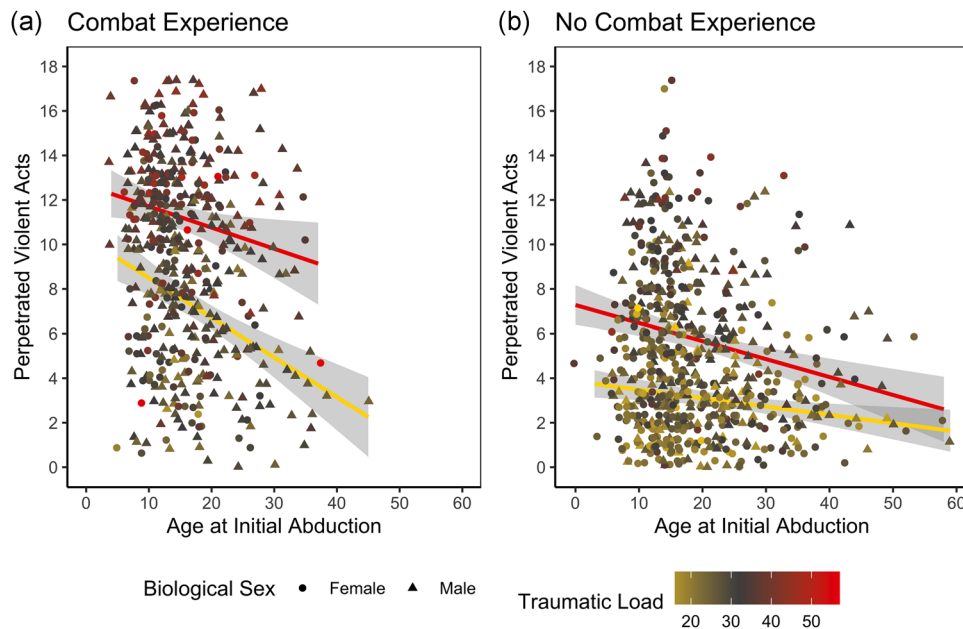 (a) Combat Experience
(b) No Combat Experience
Perpetrated Violent Acts
18
16
14
12
10
8
6
4
2
0
0 10 20 30 40 50 60
Age at Initial Abduction
Perpetrated Violent Acts
18
16
14
12
10
8
6
4
2
0
0 10 20 30 40 50 60
Age at Initial Abduction
Biological Sex Female Male
Traumatic Load
20 30 40 50